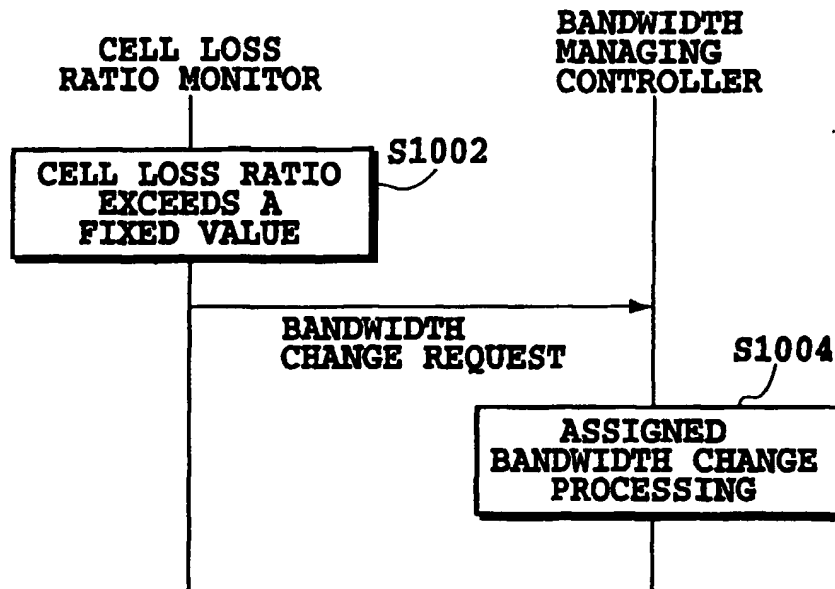 CELL LOSS
RATIO MONITOR
BANDWIDTH
MANAGING
CONTROLLER
S1002
CELL LOSS RATIO
EXCEEDS A
FIXED VALUE
BANDWIDTH
CHANGE REQUEST
S1004
ASSIGNED
BANDWIDTH CHANGE
PROCESSING